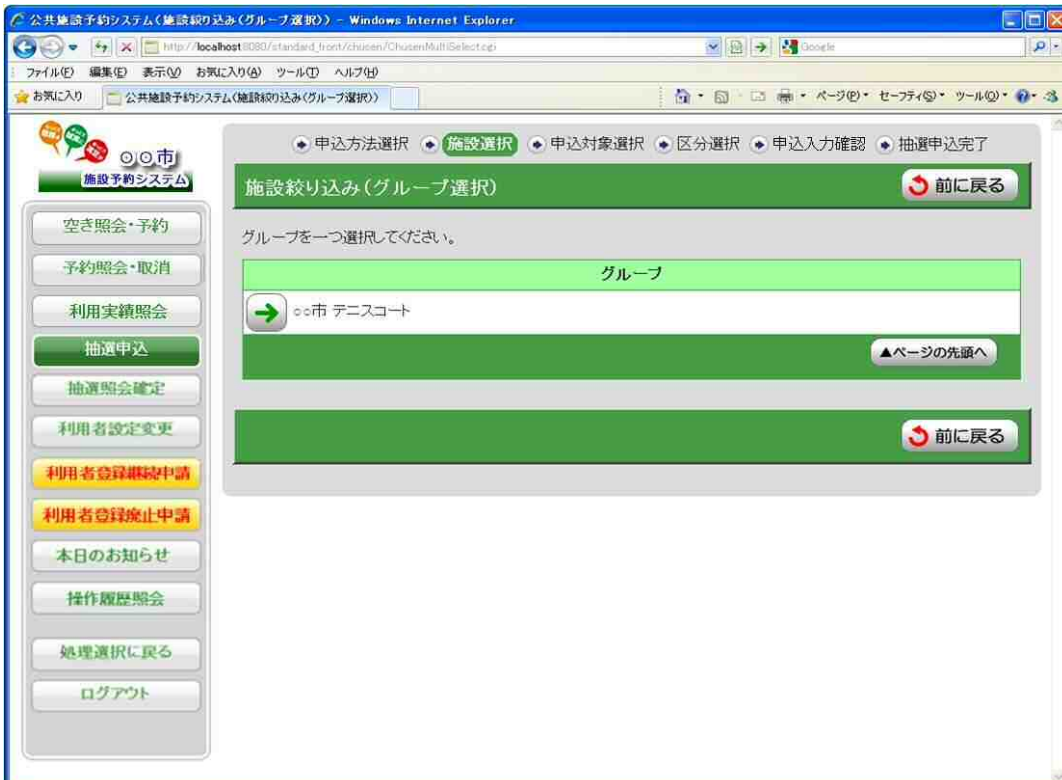 公共施設予約システム(施設絞り込み(グループ選択)) - Windows Internet Explorer
http://localhost:8080/standard_front/chusen/ChusenMultiSelect.cgi
Google
ファイル(F) 編集(E) 表示(V) お気に入り(A) ツール(T) ヘルプ(H)
お気に入り 公共施設予約システム(施設絞り込み(グループ選択)) ページ(P) セーフティ(S) ツール(O)
○○市
施設予約システム
申込方法選択 施設選択 申込対象選択 区分選択 申込入力確認 抽選申込完了
施設絞り込み(グループ選択) 前に戻る
グループを一つ選択してください。
グループ
○○市 テニスコート
▲ページの先頭へ
前に戻る
空き照会・予約
予約照会・取消
利用実績照会
抽選申込
抽選照会確定
利用者設定変更
利用者登録継続申請
利用者登録廃止申請
本日のお知らせ
操作履歴照会
処理選択に戻る
ログアウト